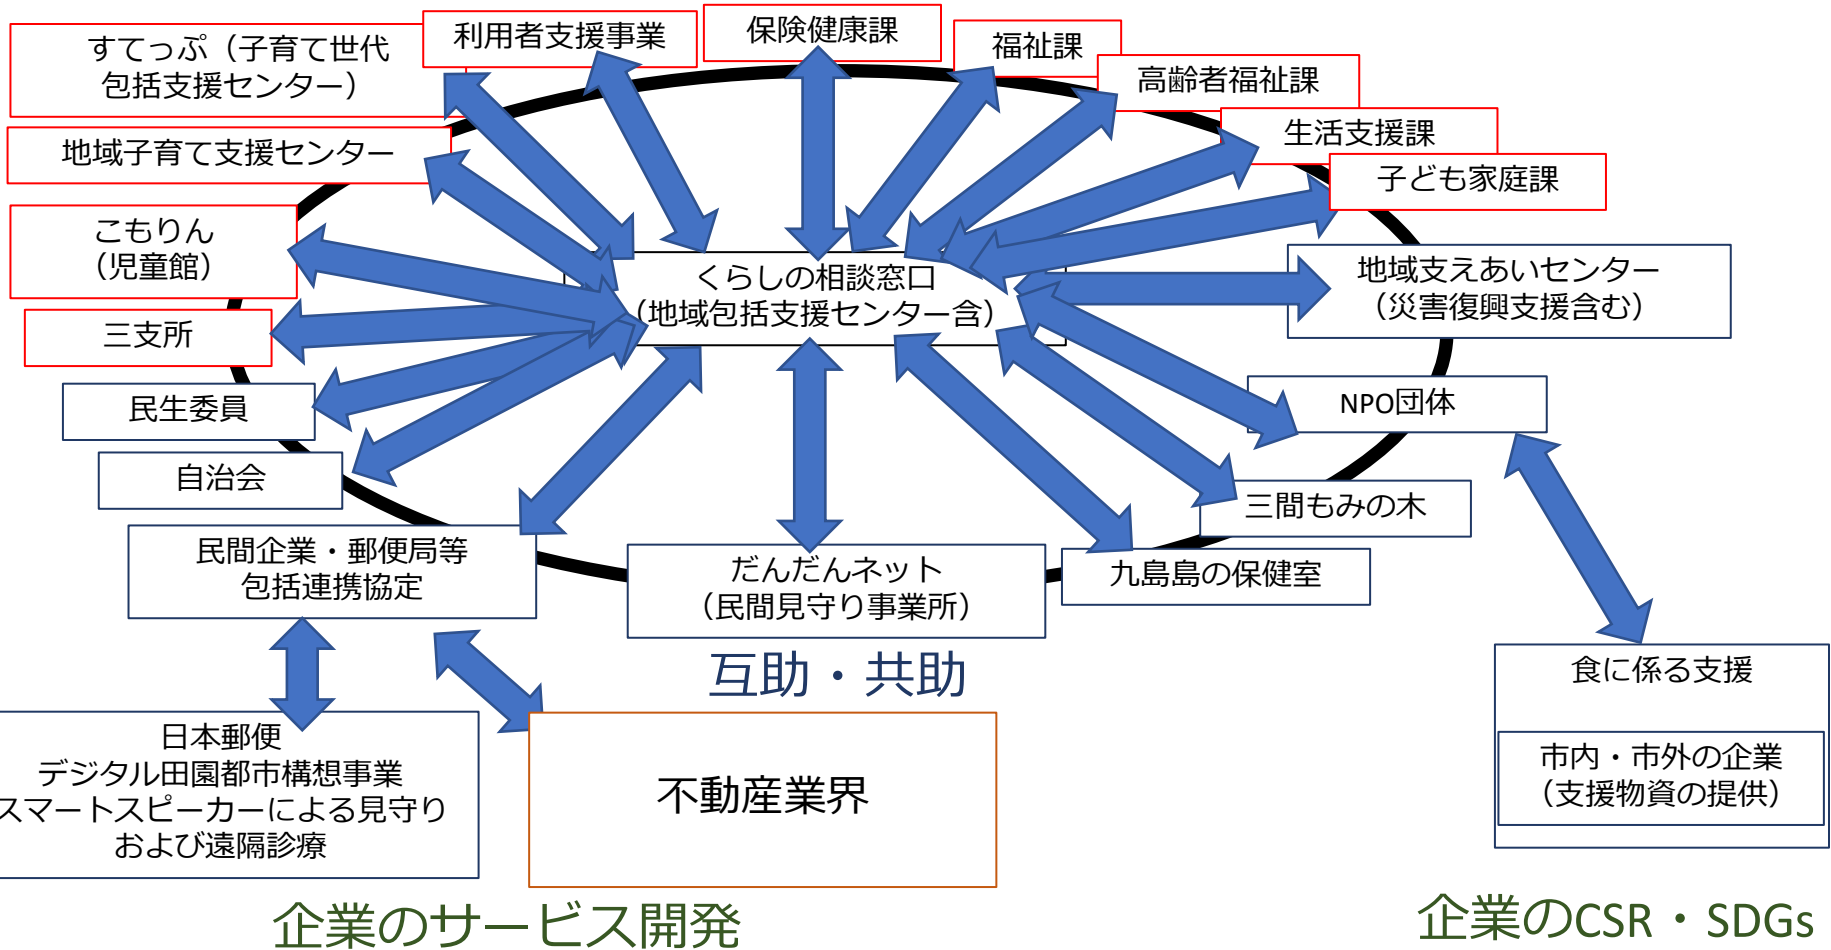 すてっぷ（子育て世代
包括支援センター）
利用者支援事業
保険健康課
福祉課
高齢者福祉課
生活支援課
子ども家庭課
地域子育て支援センター
こもりん
（児童館）
三支所
民生委員
自治会
くらしの相談窓口
（地域包括支援センター含）
地域支えあいセンター
（災害復興支援含む）
NPO団体
三間もみの木
九島島の保健室
だんだんネット
（民間見守り事業所）
民間企業・郵便局等
包括連携協定
互助・共助
日本郵便
デジタル田園都市構想事業
スマートスピーカーによる見守り
および遠隔診療
不動産業界
食に係る支援
市内・市外の企業
（支援物資の提供）
企業のサービス開発
企業のCSR・SDGs